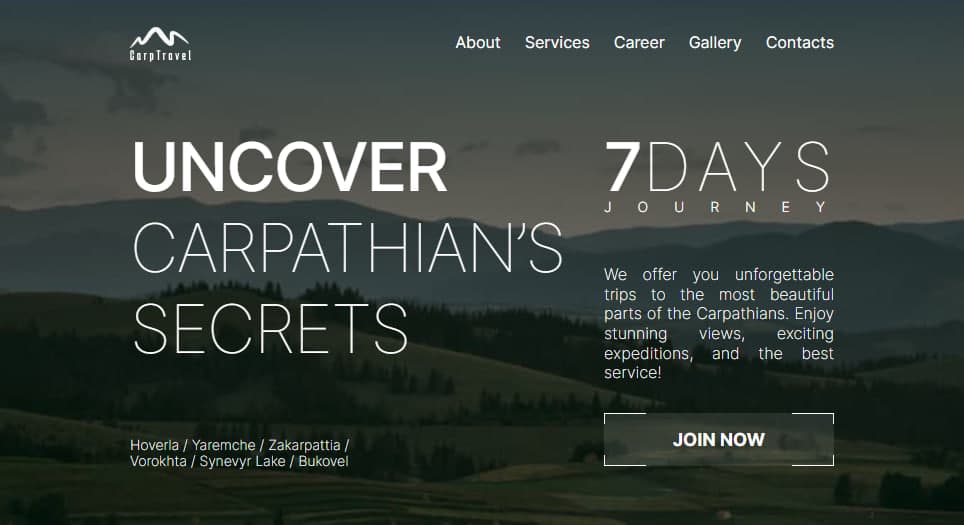 CarpTravel
About Services Career Gallery Contacts
UNCOVER
CARPATHIAN’S
SECRETS
7DAYS
JOURNEY
We offer you unforgettable
trips to the most beautiful
parts of the Carpathians. Enjoy
stunning views, exciting
expeditions, and the best
service!
JOIN NOW
Hoverla / Yaremche / Zakarpattia /
Vorokhta / Synevyr Lake / Bukovel